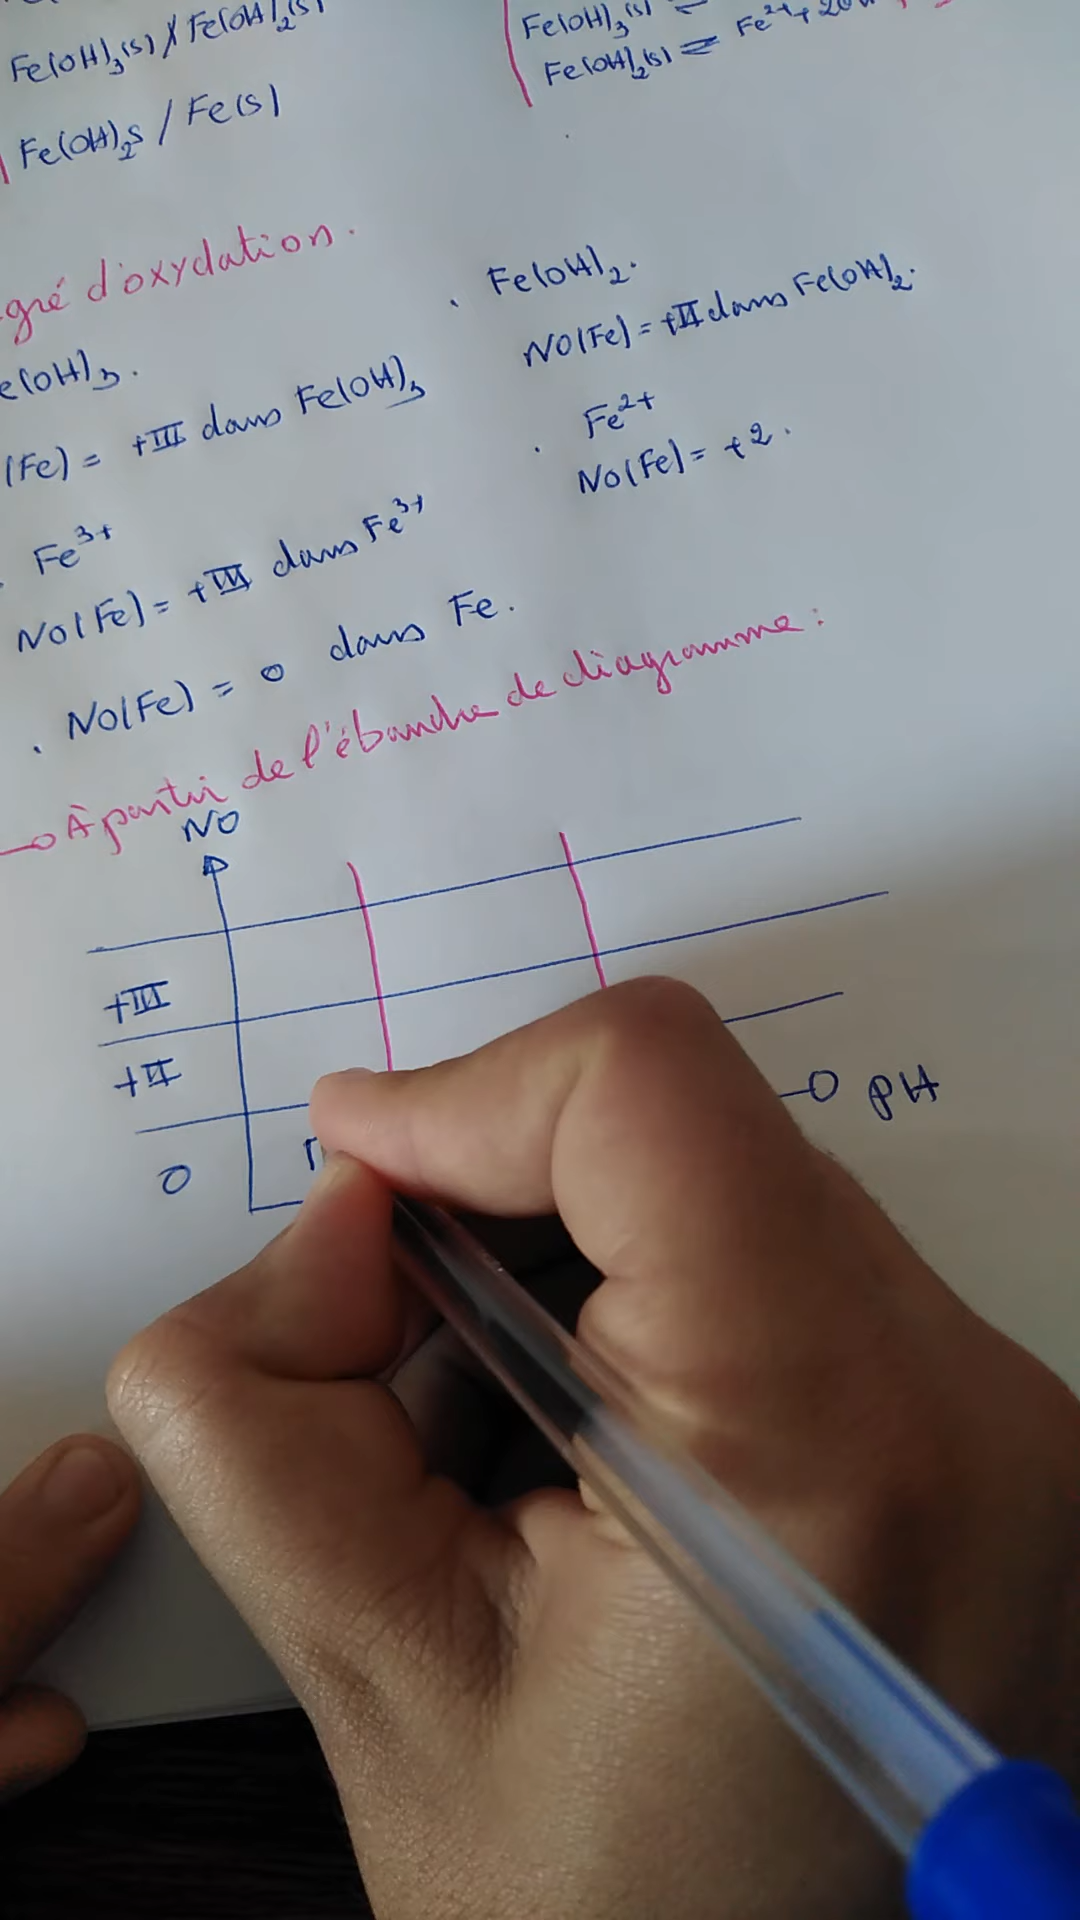 Fe(OH)₃(s) / Fe(OH)₂(s)
Fe(OH)₂s / Fe(s)
Fe(OH)₃(s) ⇌
Fe(OH)₂(s) ⇌ Fe²⁺ + 2OH
gré d'oxydation.
e(OH)₃.
(Fe) = +III dans Fe(OH)₃
Fe³⁺
NO(Fe) = +III dans Fe³⁺
. NO(Fe) = 0 dans Fe.
. Fe(OH)₂.
NO(Fe) = +II dans Fe(OH)₂.
. Fe²⁺
No(Fe) = +2.
À partir de l'ébauche de diagramme :
NO
+III
+II
0
pH